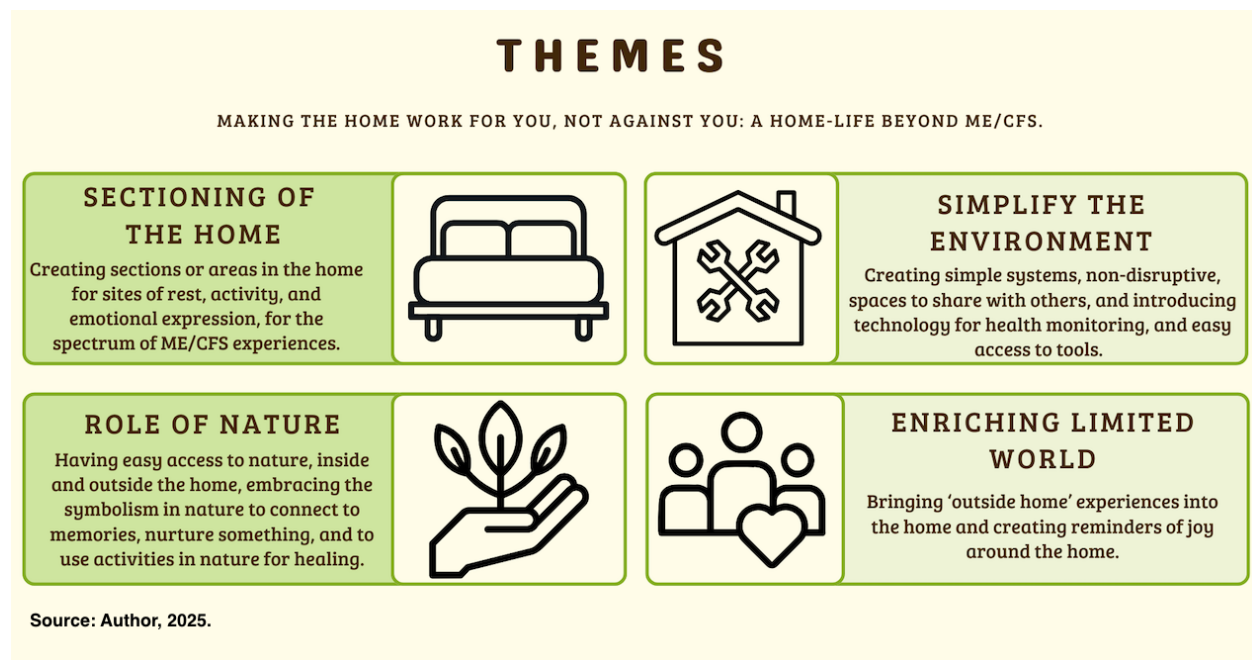 THEMES
MAKING THE HOME WORK FOR YOU, NOT AGAINST YOU: A HOME-LIFE BEYOND ME/CFS.
SECTIONING OF
THE HOME
Creating sections or areas in the home
for sites of rest, activity, and
emotional expression, for the
spectrum of ME/CFS experiences.
SIMPLIFY THE
ENVIRONMENT
Creating simple systems, non-disruptive,
spaces to share with others, and introducing
technology for health monitoring, and easy
access to tools.
ROLE OF NATURE
Having easy access to nature, inside
and outside the home, embracing the
symbolism in nature to connect to
memories, nurture something, and to
use activities in nature for healing.
ENRICHING LIMITED
WORLD
Bringing ‘outside home’ experiences into
the home and creating reminders of joy
around the home.
Source: Author, 2025.